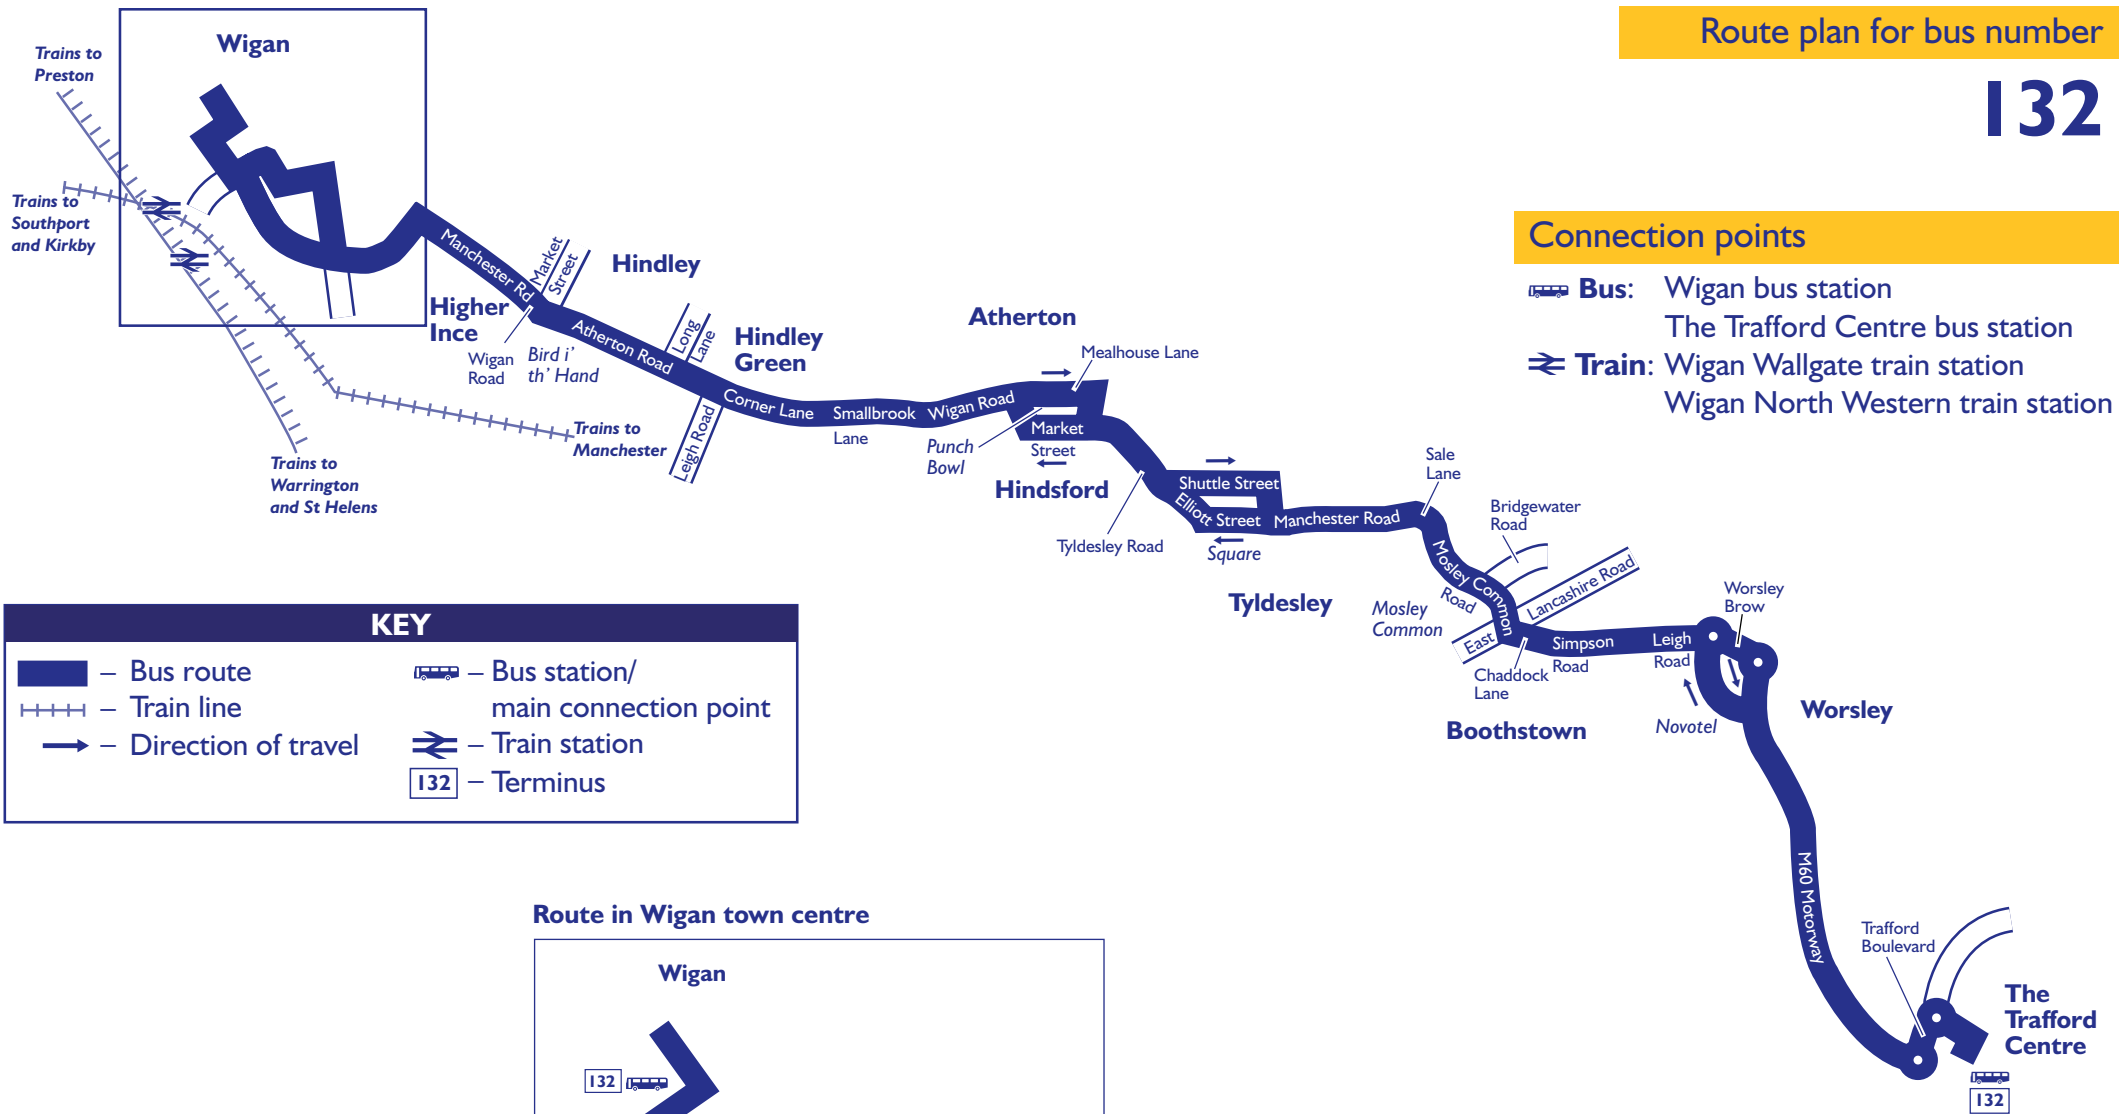 Route plan for bus number
132
Connection points
Bus: Wigan bus station
The Trafford Centre bus station
Train: Wigan Wallgate train station
Wigan North Western train station
Wigan
Trains to
Preston
Trains to
Southport
and Kirkby
Trains to
Warrington
and St Helens
Trains to
Manchester
Manchester Rd
Market
Street
Hindley
Higher
Ince
Wigan
Road
Bird i'
th' Hand
Atherton Road
Long
Lane
Hindley
Green
Leigh Road
Corner Lane
Smallbrook
Lane
Wigan Road
Atherton
Mealhouse Lane
Punch
Bowl
Market
Street
Hindsford
Tyldesley Road
Shuttle Street
Elliott Street
Square
Manchester Road
Tyldesley
Sale
Lane
Bridgewater
Road
Mosley Common
Road
Mosley
Common
East
Lancashire Road
Chaddock
Lane
Boothstown
Simpson
Road
Leigh
Road
Worsley
Brow
Novotel
Worsley
M60 Motorway
Trafford
Boulevard
The
Trafford
Centre
132
KEY
– Bus route
– Train line
– Direction of travel
– Bus station/
main connection point
– Train station
132 – Terminus
Route in Wigan town centre
Wigan
132